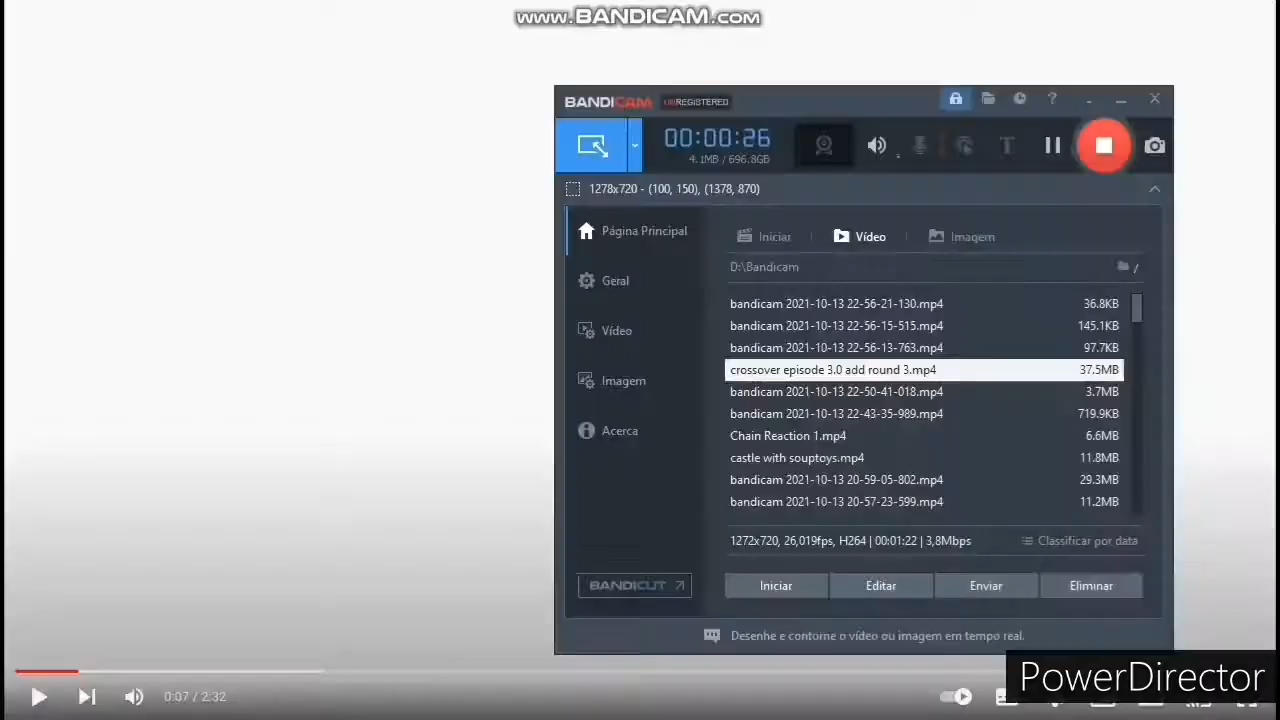 www.BANDICAM.com
BANDICAM UNREGISTERED
?
00:00:26
4.1MB / 696.8GB
T
1278x720 - (100, 150), (1378, 870)
Página Principal
Geral
Vídeo
Imagem
Acerca
BANDICUT
Iniciar
Vídeo
Imagem
D:\Bandicam
bandicam 2021-10-13 22-56-21-130.mp4 36.8KB
bandicam 2021-10-13 22-56-15-515.mp4 145.1KB
bandicam 2021-10-13 22-56-13-763.mp4 97.7KB
crossover episode 3.0 add round 3.mp4 37.5MB
bandicam 2021-10-13 22-50-41-018.mp4 3.7MB
bandicam 2021-10-13 22-43-35-989.mp4 719.9KB
Chain Reaction 1.mp4 6.6MB
castle with souptoys.mp4 11.8MB
bandicam 2021-10-13 20-59-05-802.mp4 29.3MB
bandicam 2021-10-13 20-57-23-599.mp4 11.2MB
1272x720, 26,019fps, H264 | 00:01:22 | 3,8Mbps
Classificar por data
Iniciar
Editar
Enviar
Eliminar
Desenhe e contorne o vídeo ou imagem em tempo real.
0:07 / 2:32
PowerDirector